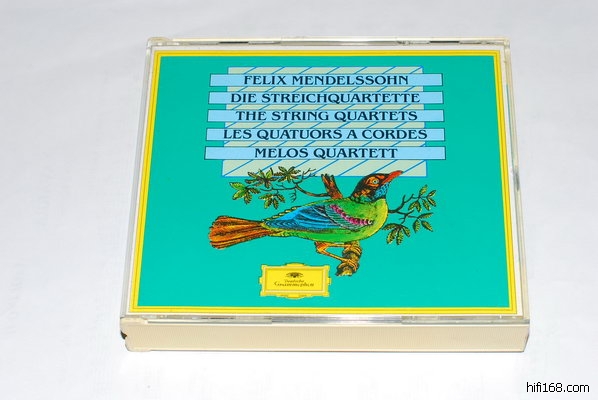 FELIX MENDELSSOHN
DIE STREICHQUARTETTE
THE STRING QUARTETS
LES QUATUORS A CORDES
MELOS QUARTETT
Deutsche
Grammophon
hifi168.com